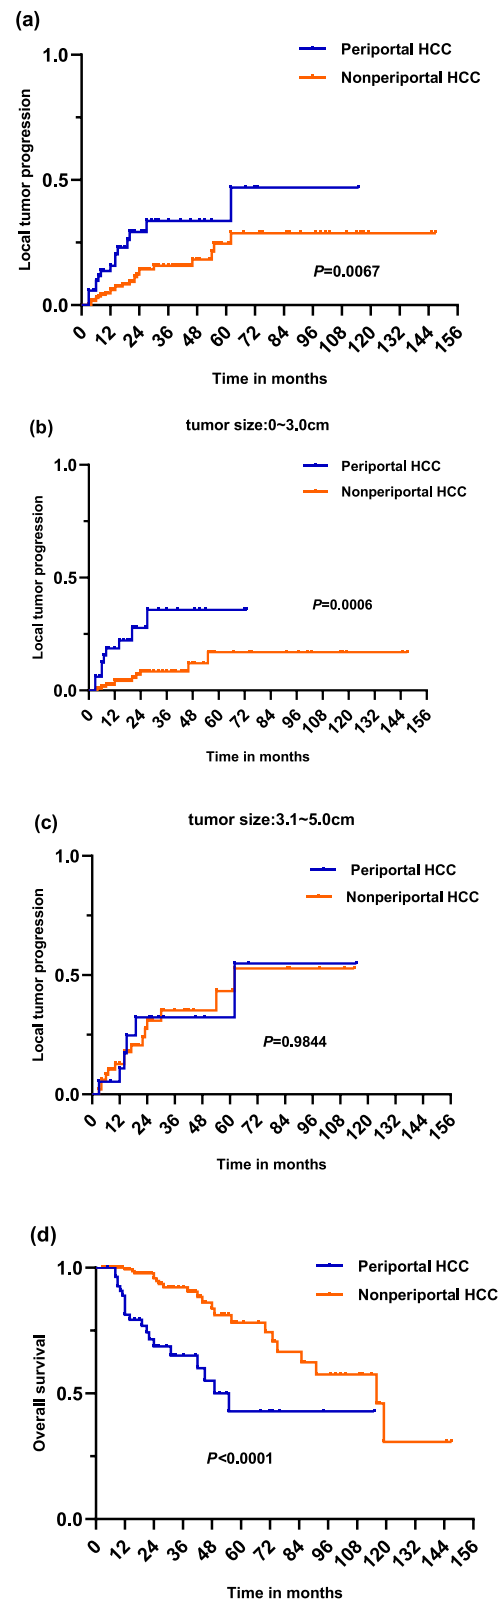 (a)
Periportal HCC
Nonperiportal HCC
Local tumor progression
1.0
0.5
0.0
P=0.0067
0 12 24 36 48 60 72 84 96 108 120 132 144 156
Time in months
(b)
tumor size:0~3.0cm
Periportal HCC
Nonperiportal HCC
Local tumor progression
1.0
0.5
0.0
P=0.0006
0 12 24 36 48 60 72 84 96 108 120 132 144 156
Time in months
(c)
tumor size:3.1~5.0cm
Periportal HCC
Nonperiportal HCC
Local tumor progression
1.0
0.5
0.0
P=0.9844
0 12 24 36 48 60 72 84 96 108 120 132 144 156
Time in months
(d)
Periportal HCC
Nonperiportal HCC
Overall survival
1.0
0.5
0.0
P<0.0001
0 12 24 36 48 60 72 84 96 108 120 132 144 156
Time in months